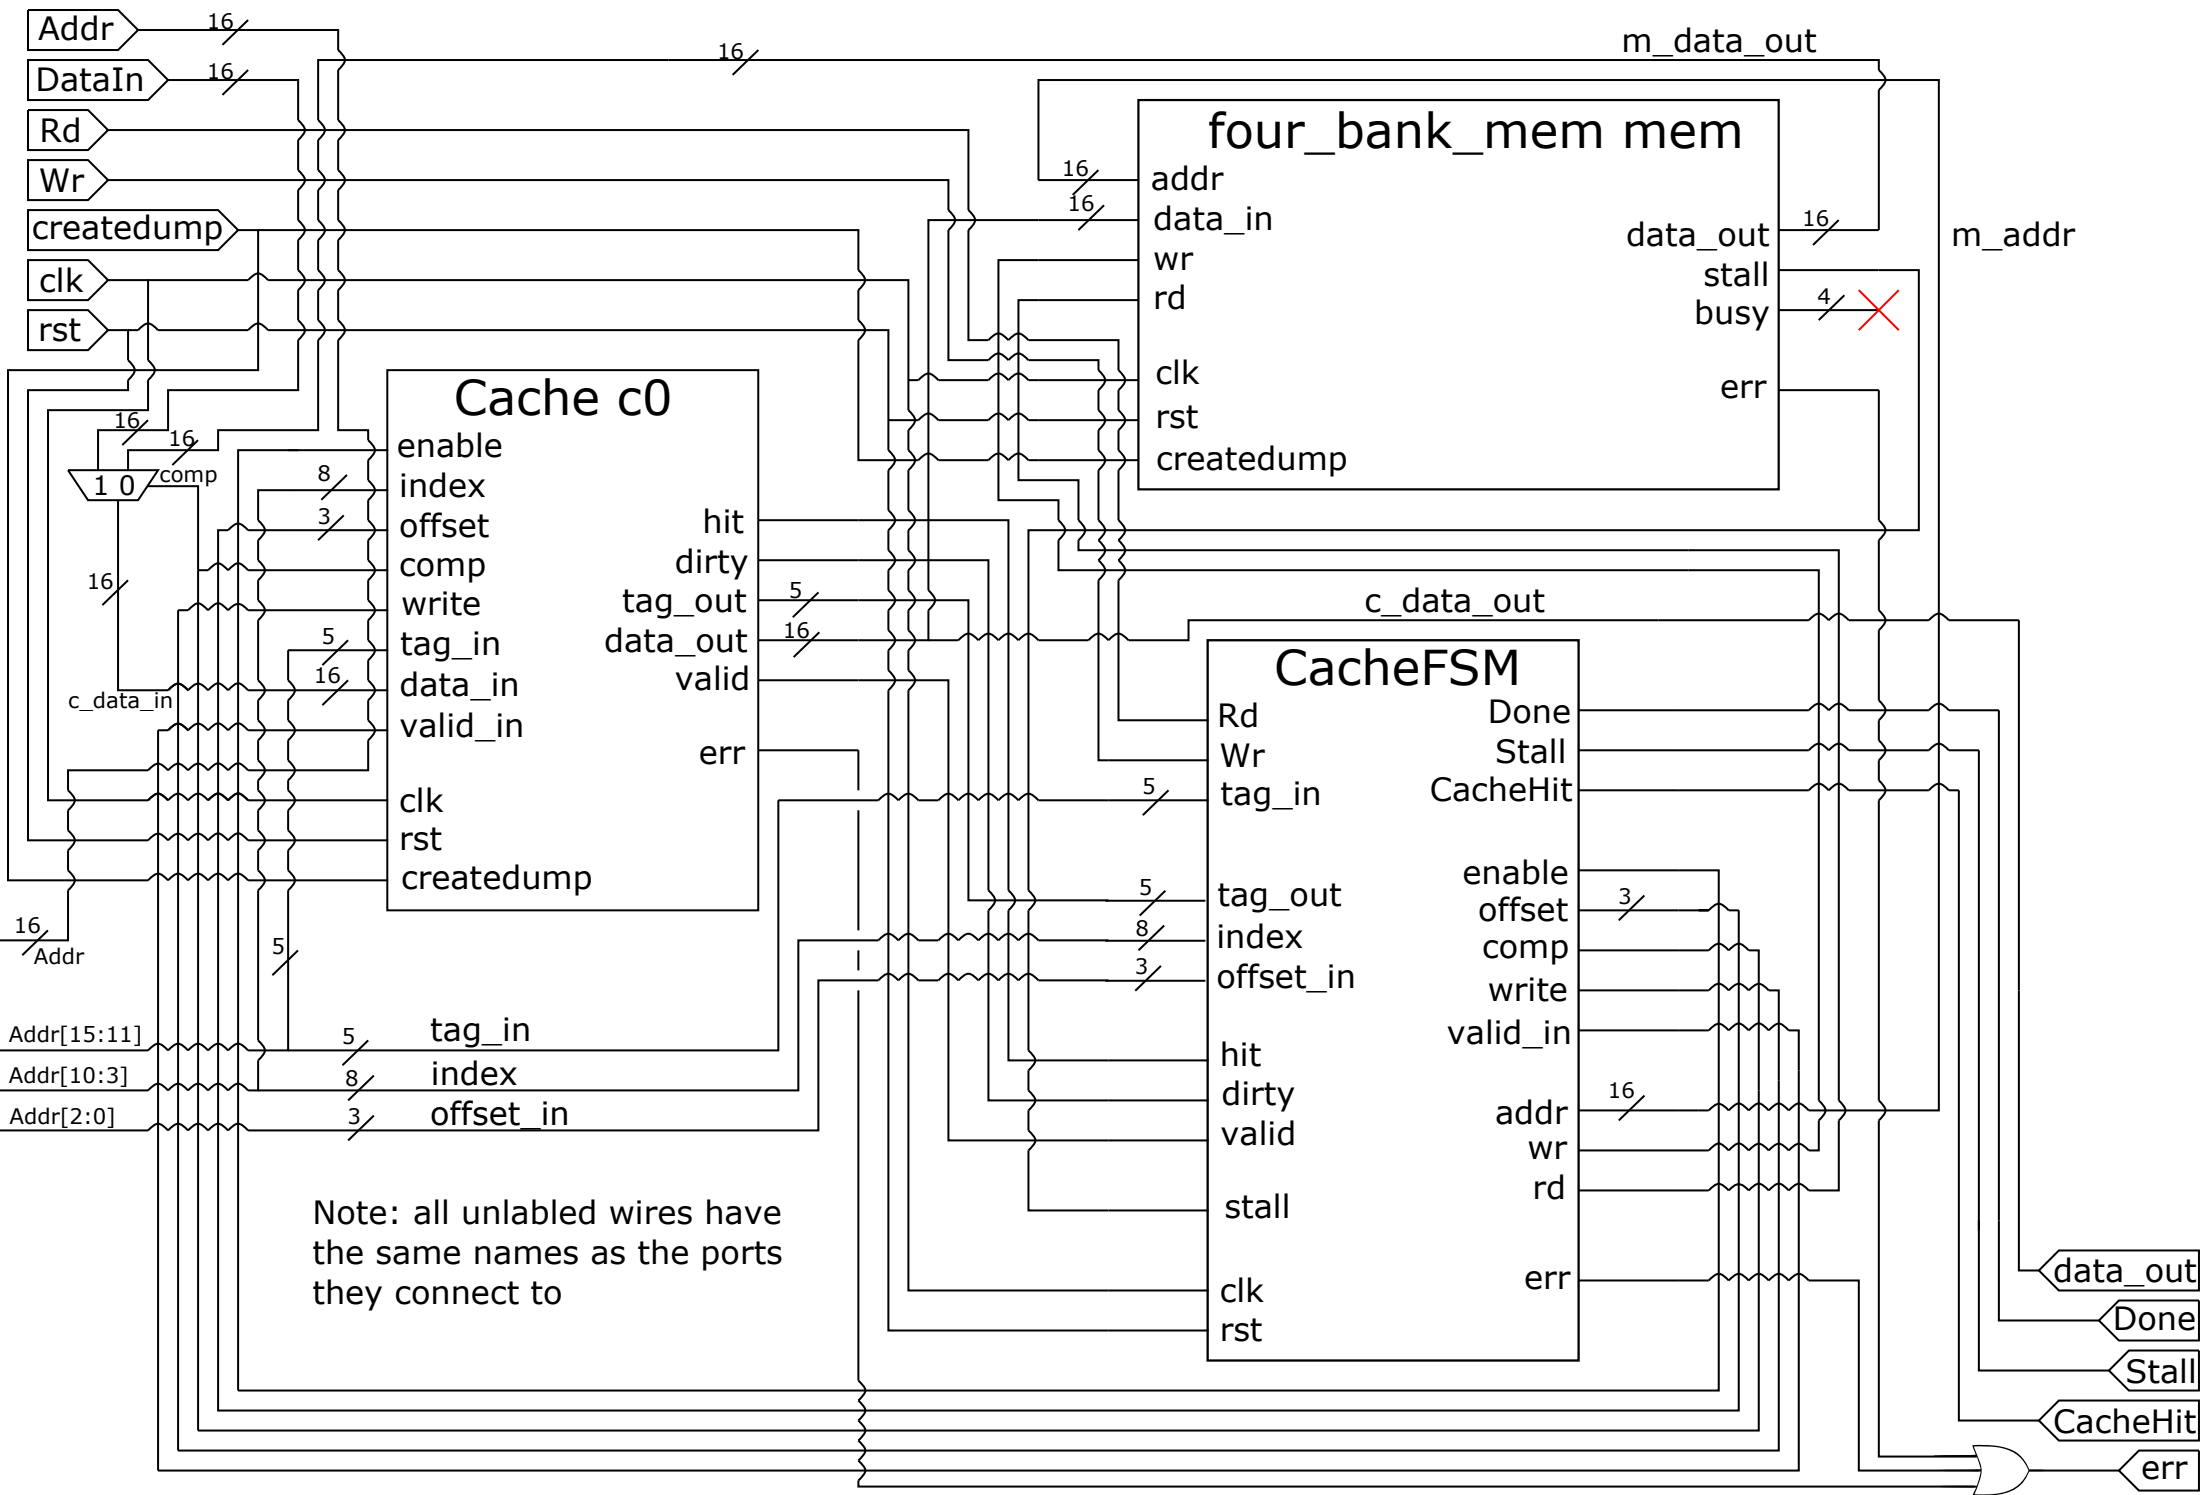 Addr
16
DataIn
16
Rd
Wr
createdump
clk
rst
16
m_data_out
four_bank_mem mem
16
addr
16
data_in
wr
rd
clk
rst
createdump
data_out
16
stall
busy
4
err
m_addr
Cache c0
enable
8
index
3
offset
comp
write
5
tag_in
16
data_in
valid_in
clk
rst
createdump
hit
dirty
tag_out
5
data_out
16
valid
err
16
16
1 0
comp
16
c_data_in
16
Addr
5
Addr[15:11]
5
tag_in
Addr[10:3]
8
index
Addr[2:0]
3
offset_in
c_data_out
CacheFSM
Rd
Wr
5
tag_in
5
tag_out
8
index
3
offset_in
hit
dirty
valid
stall
clk
rst
Done
Stall
CacheHit
enable
offset
3
comp
write
valid_in
addr
16
wr
rd
err
Note: all unlabled wires have
the same names as the ports
they connect to
data_out
Done
Stall
CacheHit
err